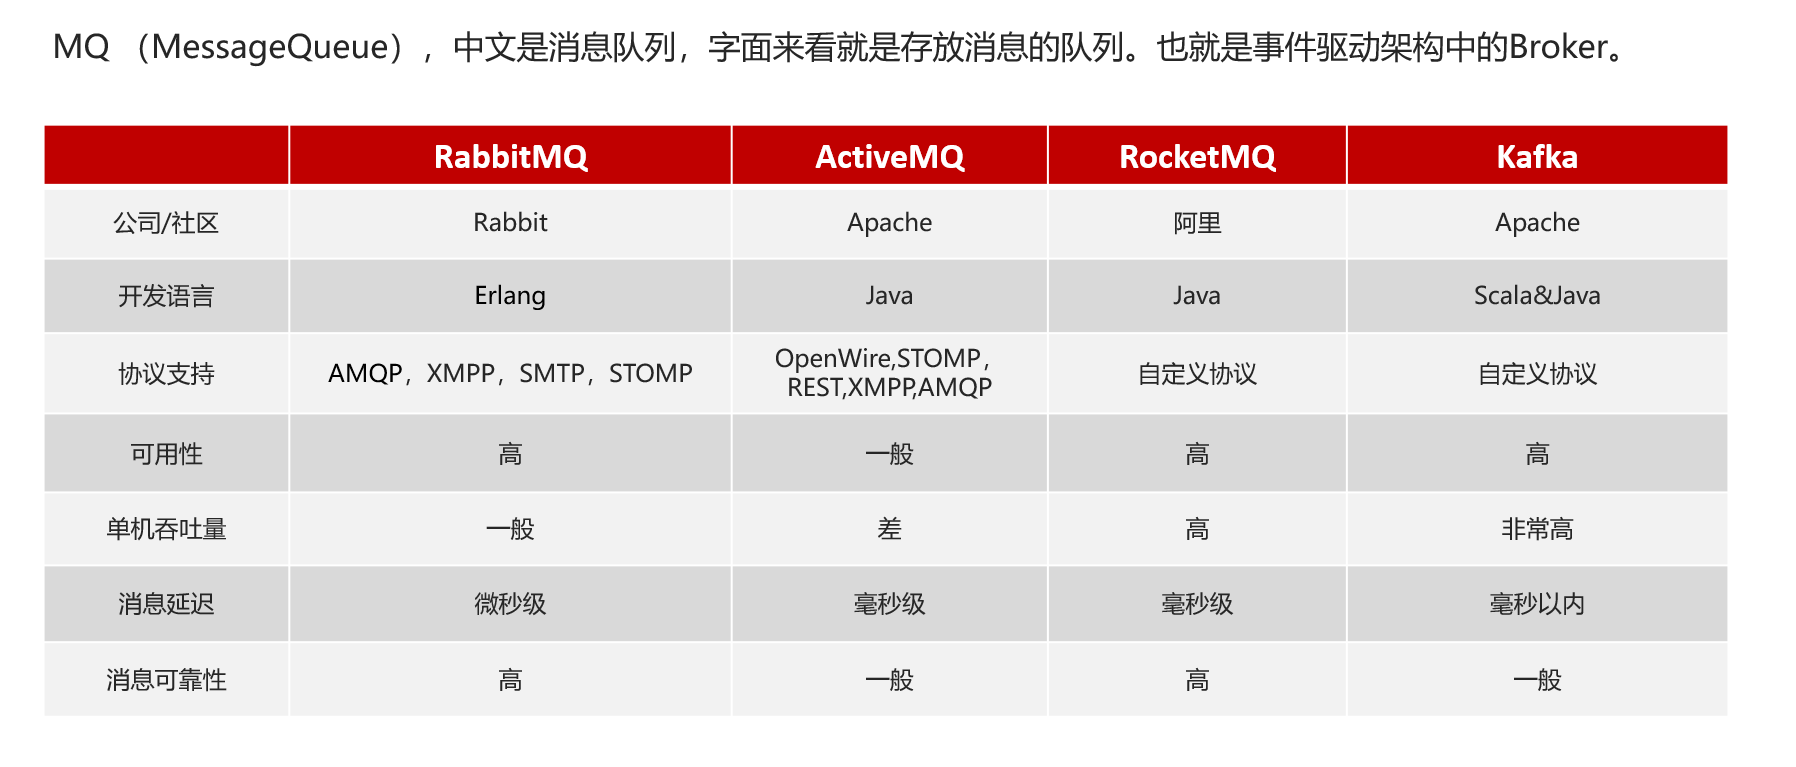 MQ （MessageQueue），中文是消息队列，字面来看就是存放消息的队列。也就是事件驱动架构中的Broker。
RabbitMQ ActiveMQ RocketMQ Kafka
公司/社区 Rabbit Apache 阿里 Apache
开发语言 Erlang Java Java Scala&Java
协议支持 AMQP，XMPP，SMTP，STOMP OpenWire,STOMP，REST,XMPP,AMQP 自定义协议 自定义协议
可用性 高 一般 高 高
单机吞吐量 一般 差 高 非常高
消息延迟 微秒级 毫秒级 毫秒级 毫秒以内
消息可靠性 高 一般 高 一般